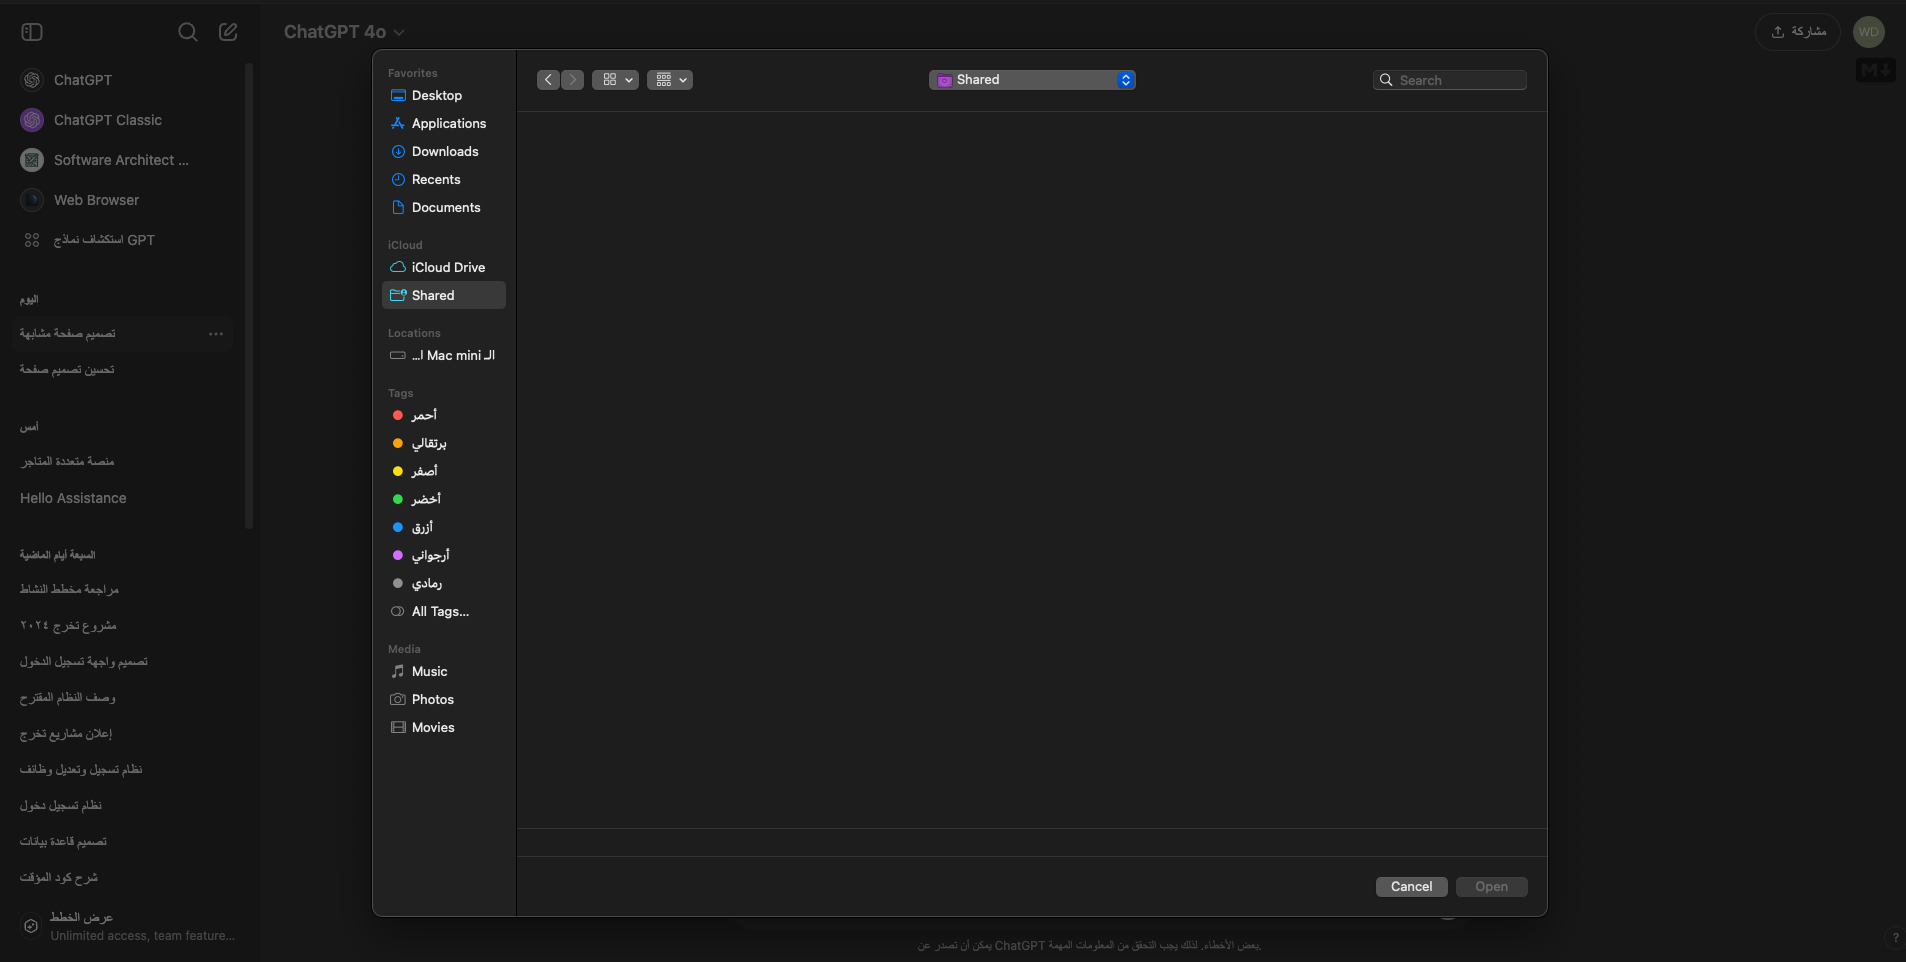 ChatGPT 4o
مشاركة
WD
ChatGPT
ChatGPT Classic
Software Architect ...
Web Browser
استكشاف نماذج GPT
اليوم
تصميم صفحة مشابهة
تحسين تصميم صفحة
أمس
منصة متعددة المتاجر
Hello Assistance
السبعة أيام الماضية
مراجعة مخطط النشاط
مشروع تخرج ٢٠٢٤
تصميم واجهة تسجيل الدخول
وصف النظام المقترح
إعلان مشاريع تخرج
نظام تسجيل وتعديل وظائف
نظام تسجيل دخول
تصميم قاعدة بيانات
شرح كود المؤقت
عرض الخطط
Unlimited access, team feature...
Favorites
Desktop
Applications
Downloads
Recents
Documents
iCloud
iCloud Drive
Shared
Locations
الـ Mac mini ا...
Tags
أحمر
برتقالي
أصفر
أخضر
أزرق
أرجواني
رمادي
All Tags...
Media
Music
Photos
Movies
Shared
Search
Cancel
Open
يمكن أن تصدر عن ChatGPT بعض الأخطاء. لذلك يجب التحقق من المعلومات المهمة.
M
?